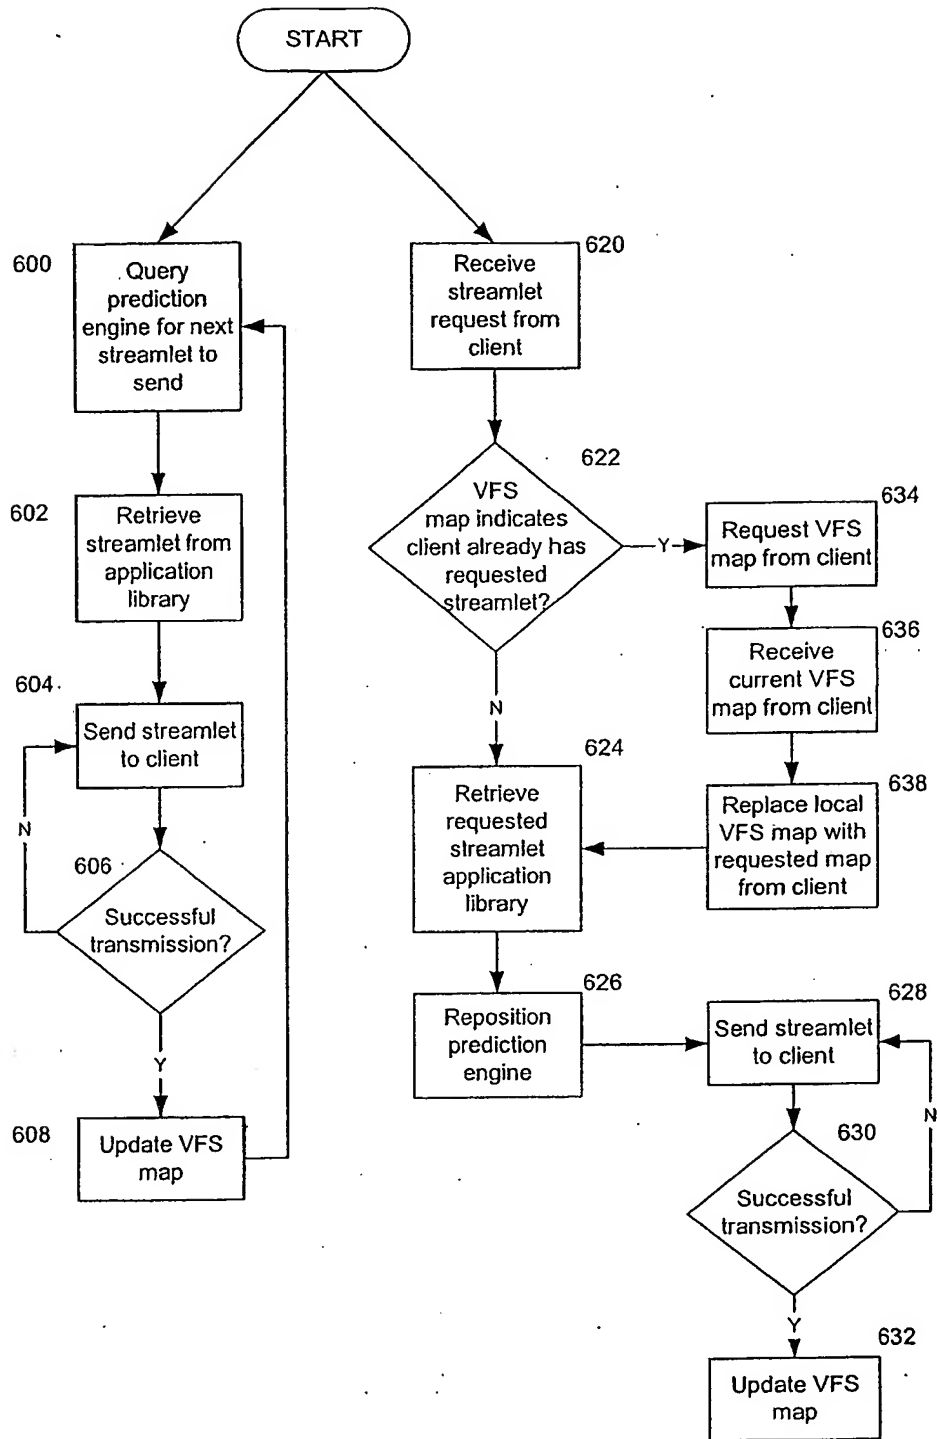 START
600
Query
prediction
engine for next
streamlet to
send
602
Retrieve
streamlet from
application
library
604
Send streamlet
to client
N
606
Successful
transmission?
Y
608
Update VFS
map
620
Receive
streamlet
request from
client
622
VFS
map indicates
client already has
requested
streamlet?
Y
N
634
Request VFS
map from client
636
Receive
current VFS
map from client
638
Replace local
VFS map with
requested map
from client
624
Retrieve
requested
streamlet
application
library
626
Reposition
prediction
engine
628
Send streamlet
to client
N
630
Successful
transmission?
Y
632
Update VFS
map